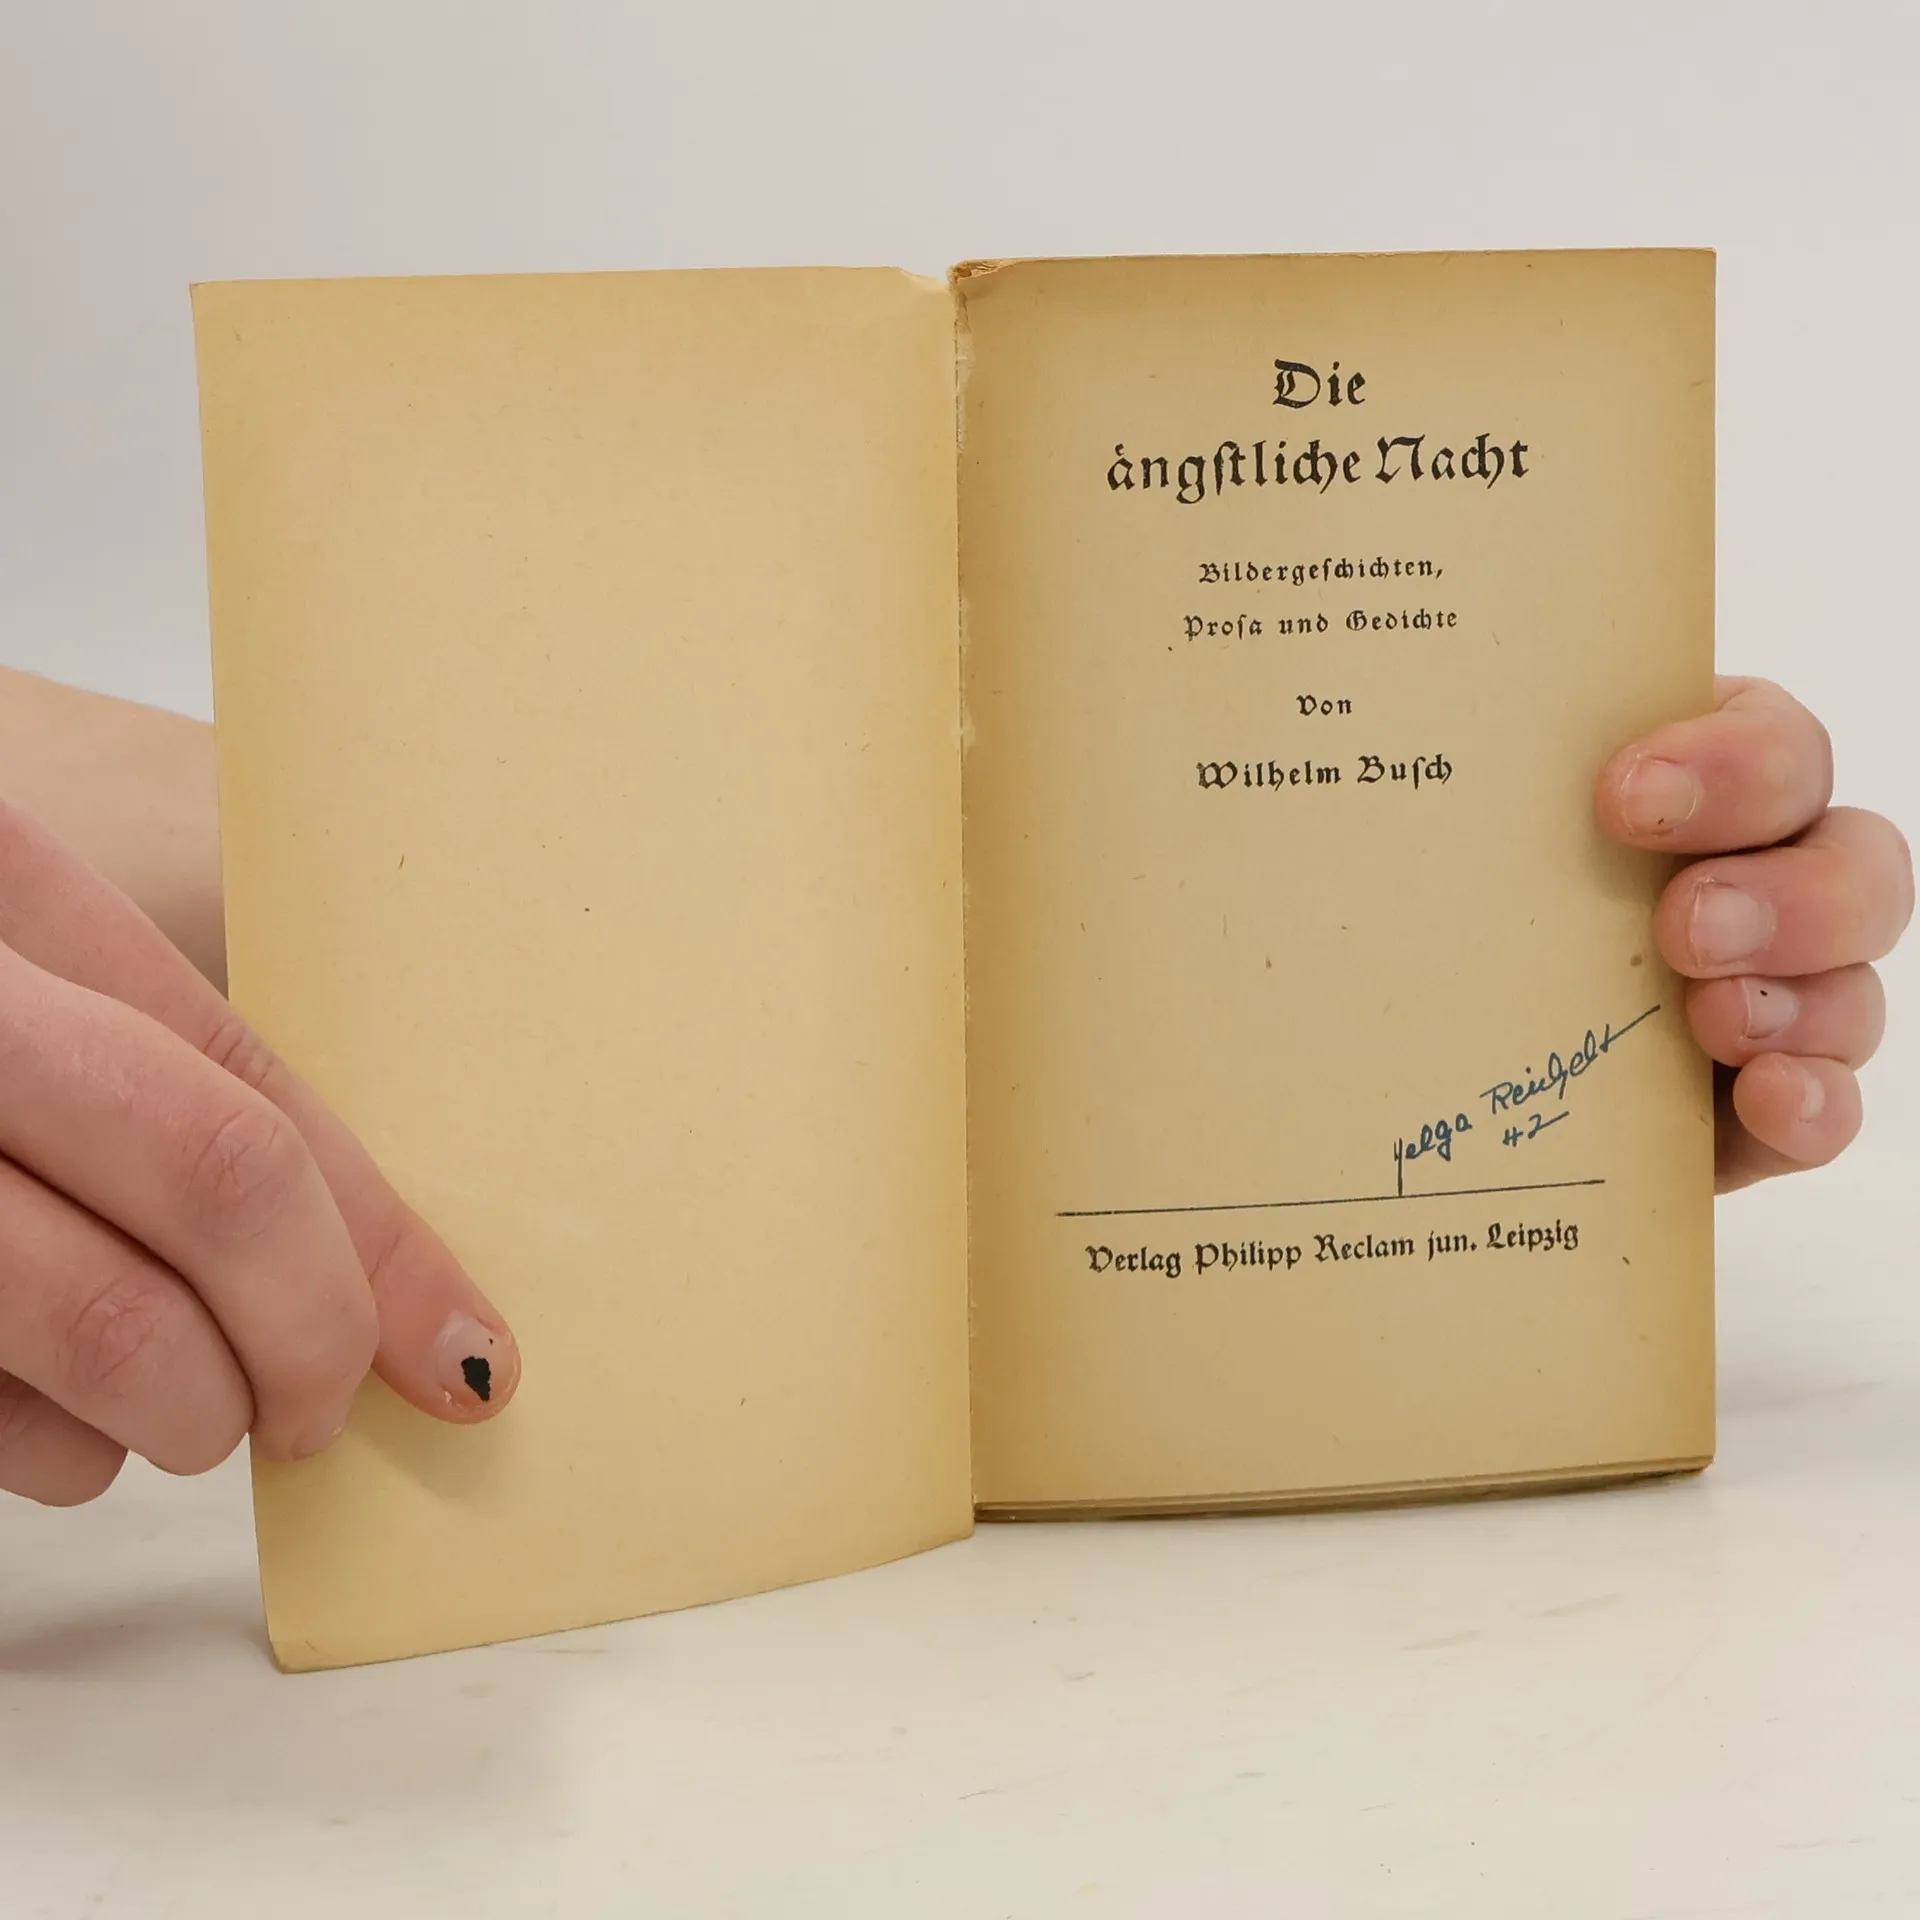 Die
ängſtliche Nacht
Bildergeſchichten,
Proſa und Gedichte
Von
Wilhelm Buſch
Helga Reichelt
42
Verlag Philipp Reclam jun. Leipzig